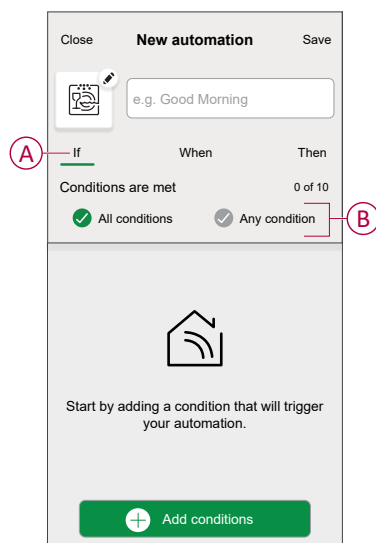 Close New automation Save
e.g. Good Morning
A If When Then
Conditions are met 0 of 10
All conditions Any condition B
Start by adding a condition that will trigger
your automation.
Add conditions